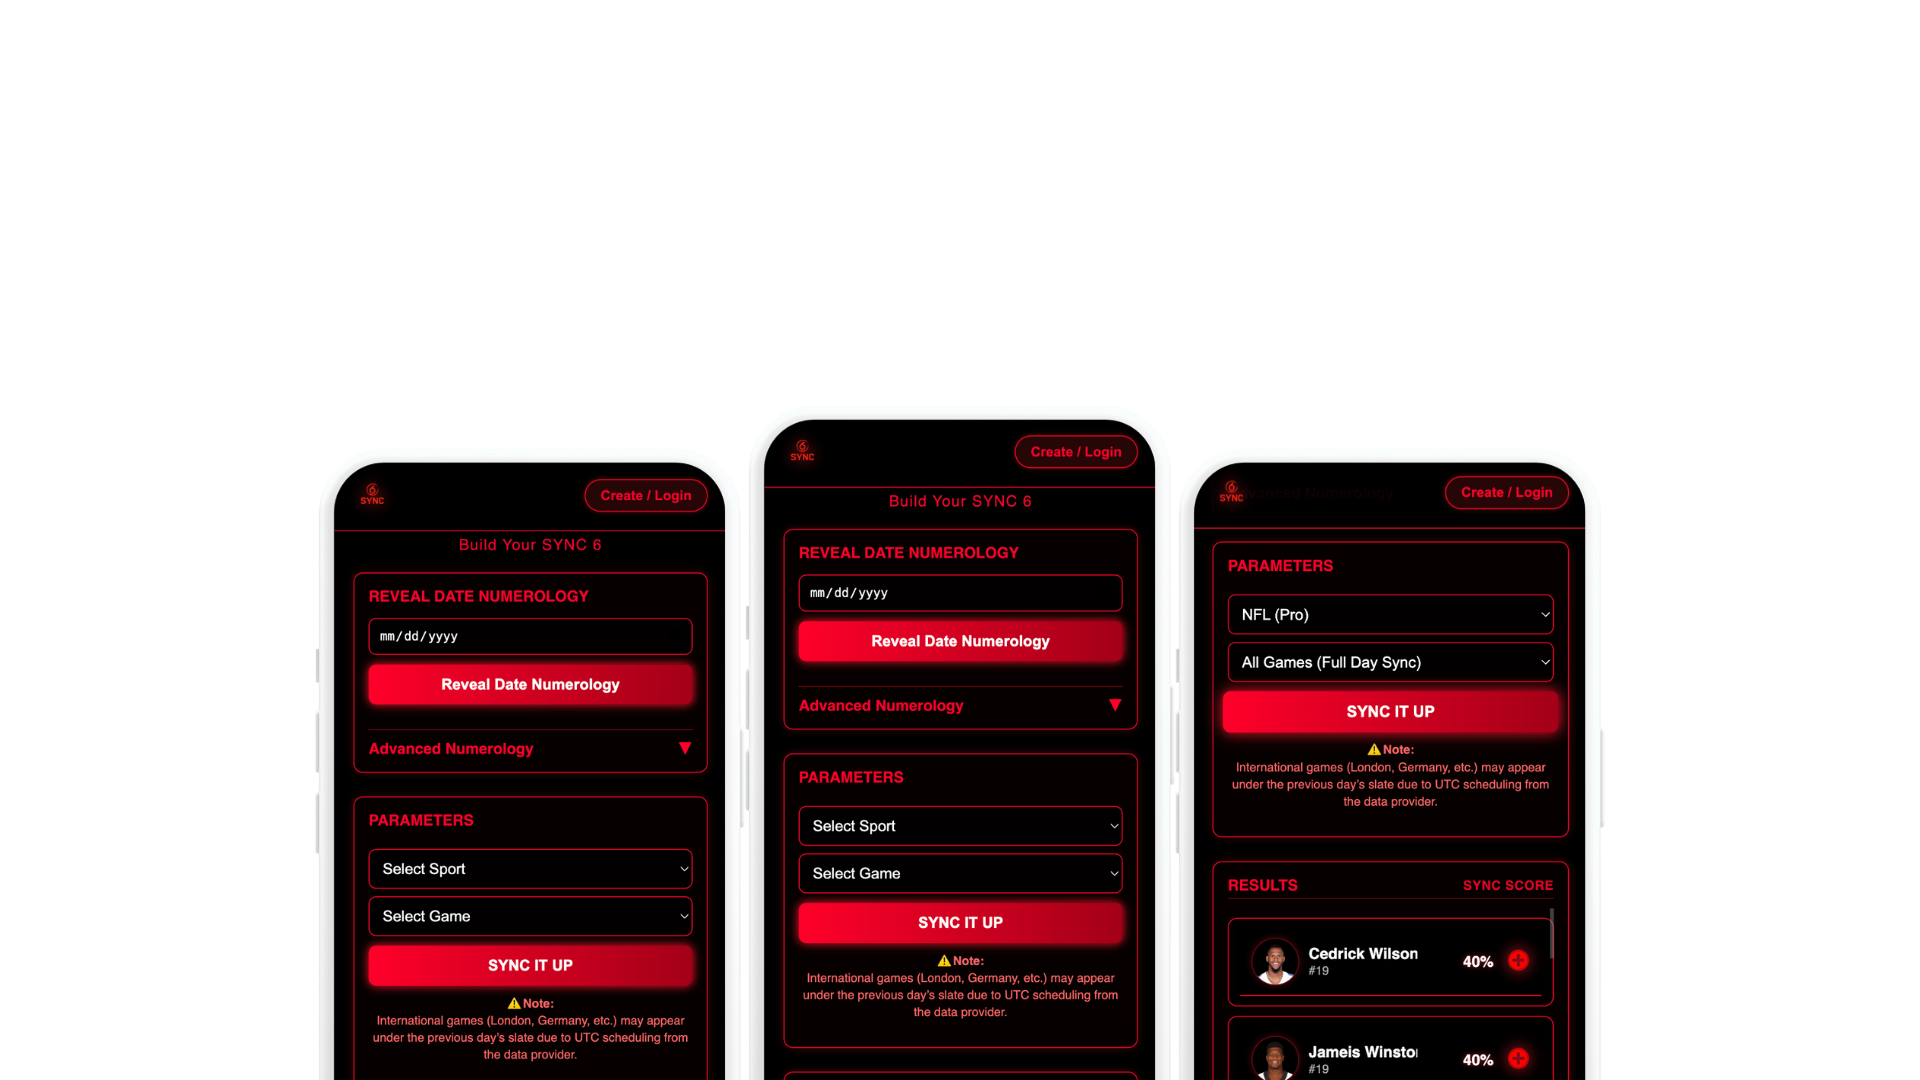 6
SYNC
Create / Login
Build Your SYNC 6
REVEAL DATE NUMEROLOGY
mm/dd/yyyy
Reveal Date Numerology
Advanced Numerology
PARAMETERS
Select Sport
Select Game
SYNC IT UP
Note:
International games (London, Germany, etc.) may appear
under the previous day's slate due to UTC scheduling from
the data provider.
6
SYNC
Create / Login
Build Your SYNC 6
REVEAL DATE NUMEROLOGY
mm/dd/yyyy
Reveal Date Numerology
Advanced Numerology
PARAMETERS
Select Sport
Select Game
SYNC IT UP
Note:
International games (London, Germany, etc.) may appear
under the previous day's slate due to UTC scheduling from
the data provider.
6
SYNC
Advanced Numerology
Create / Login
PARAMETERS
NFL (Pro)
All Games (Full Day Sync)
SYNC IT UP
Note:
International games (London, Germany, etc.) may appear
under the previous day's slate due to UTC scheduling from
the data provider.
RESULTS SYNC SCORE
Cedrick Wilson
#19
40%
Jameis Winsto
#19
40%